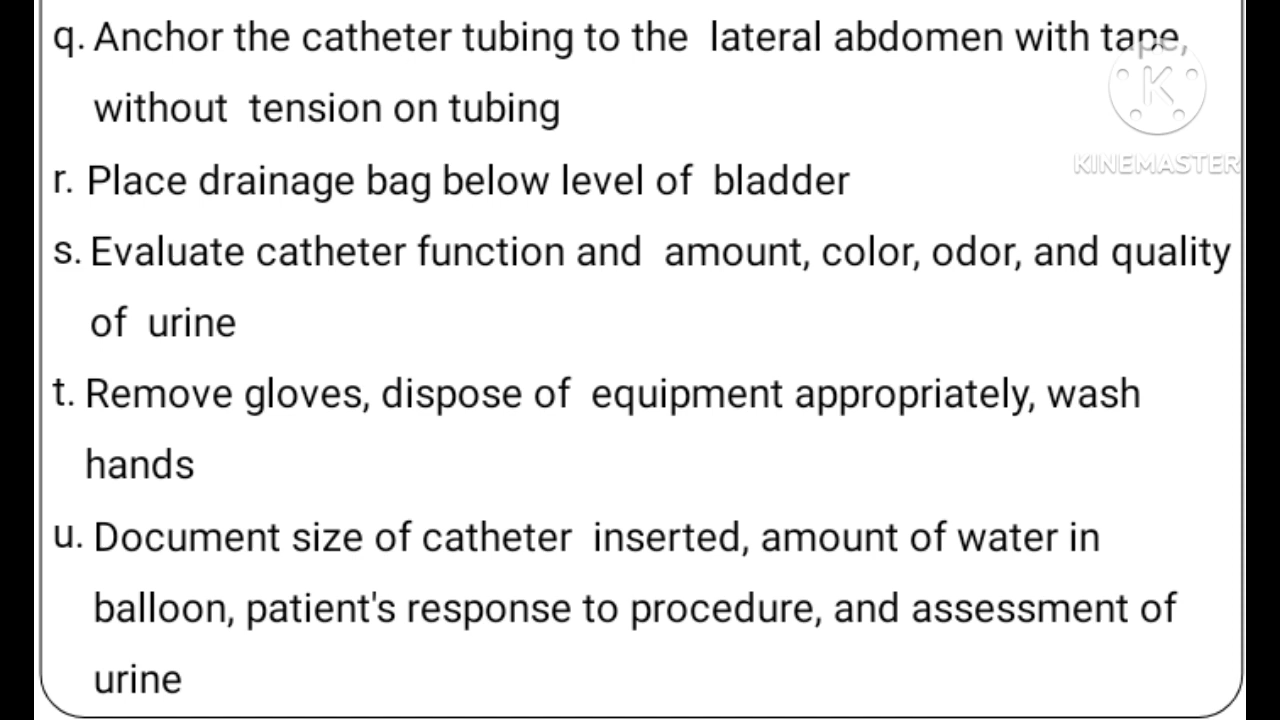 q. Anchor the catheter tubing to the lateral abdomen with tape,
without tension on tubing
r. Place drainage bag below level of bladder
s. Evaluate catheter function and amount, color, odor, and quality
of urine
t. Remove gloves, dispose of equipment appropriately, wash
hands
u. Document size of catheter inserted, amount of water in
balloon, patient's response to procedure, and assessment of
urine
K
KINEMASTER